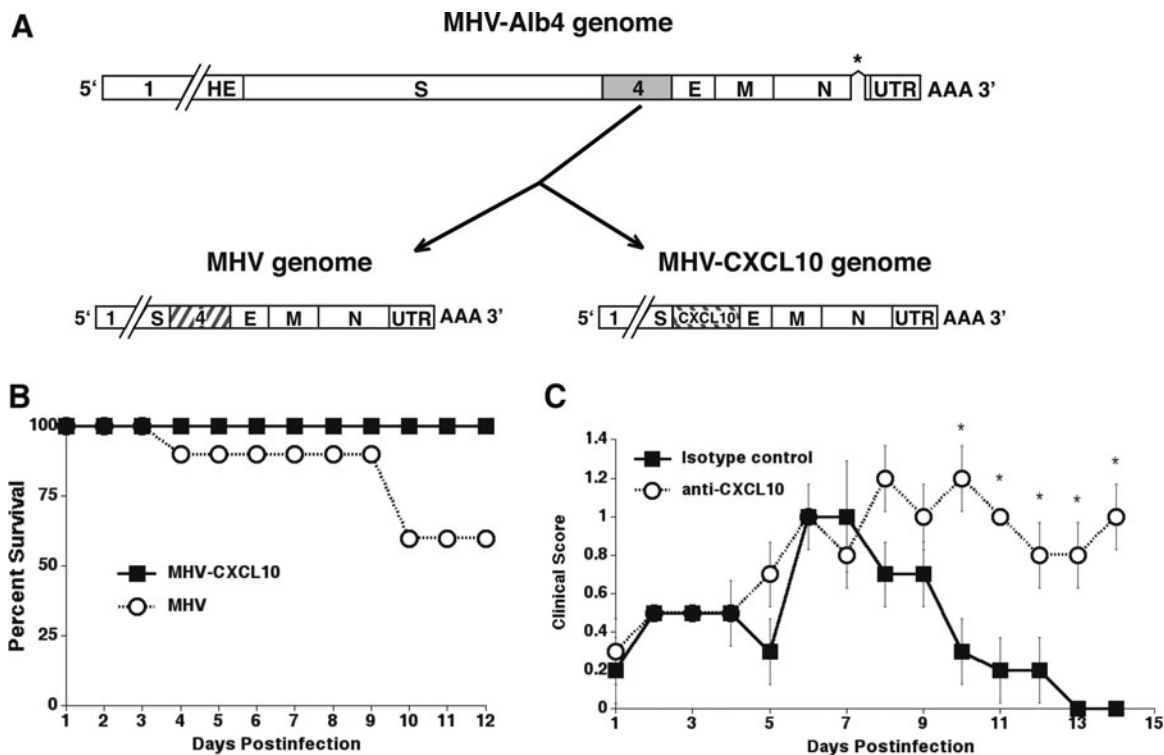 A
MHV-Alb4 genome
*
5‘ 1 HE S 4 E M N UTR AAA 3’
MHV genome
MHV-CXCL10 genome
5‘ 1 S 4 E M N UTR AAA 3’
5‘ 1 S CXCL10 E M N UTR AAA 3’
B
100
75
50
25
0
Percent Survival
MHV-CXCL10
MHV
1 2 3 4 5 6 7 8 9 10 11 12
Days Postinfection
C
1.4
1.2
1
0.8
0.6
0.4
0.2
0
Clinical Score
Isotype control
anti-CXCL10
* * * * *
1 3 5 7 9 11 13 15
Days Postinfection